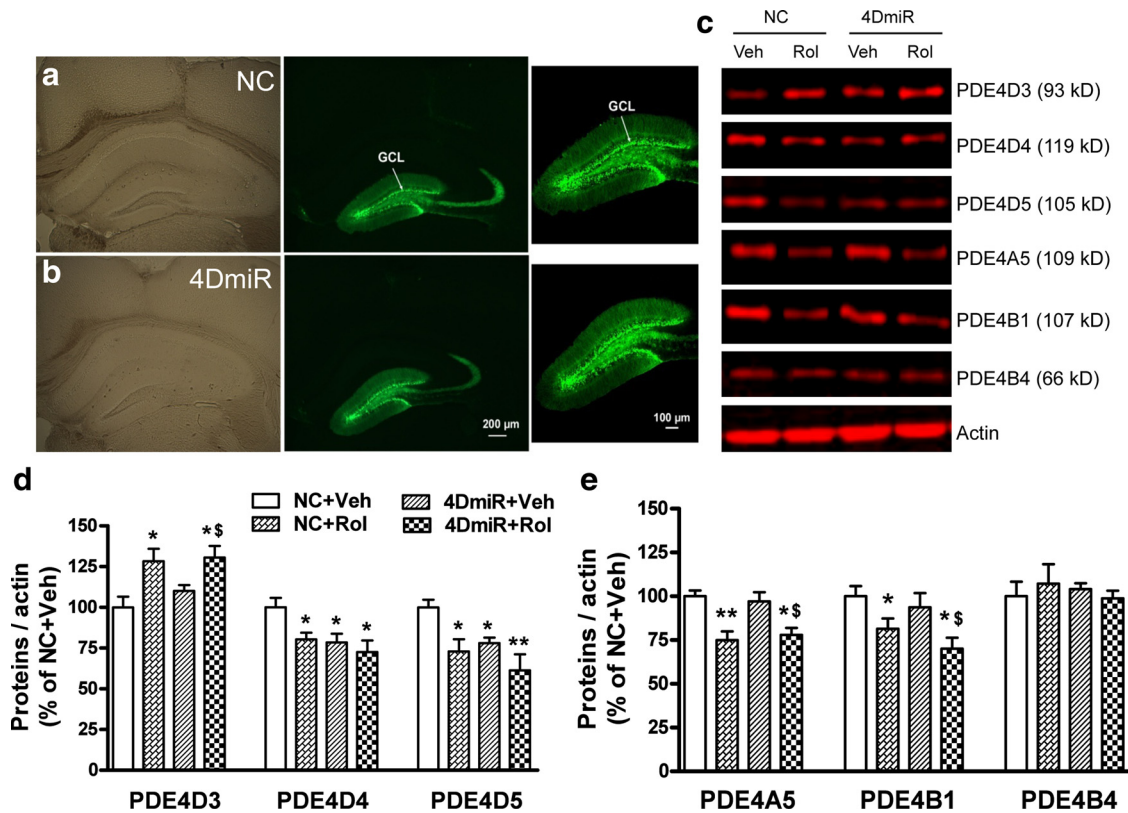 a
NC
GCL
GCL
b
4DmiR
200 μm
100 μm
c
NC 4DmiR
Veh Rol Veh Rol
PDE4D3 (93 kD)
PDE4D4 (119 kD)
PDE4D5 (105 kD)
PDE4A5 (109 kD)
PDE4B1 (107 kD)
PDE4B4 (66 kD)
Actin
d
NC+Veh 4DmiR+Veh
NC+Rol 4DmiR+Rol
Proteins / actin
(% of NC+Veh)
150
125
100
75
50
25
0
* *$
* * *
* * **
PDE4D3 PDE4D4 PDE4D5
e
Proteins / actin
(% of NC+Veh)
150
125
100
75
50
25
0
** *$
* *$
PDE4A5 PDE4B1 PDE4B4